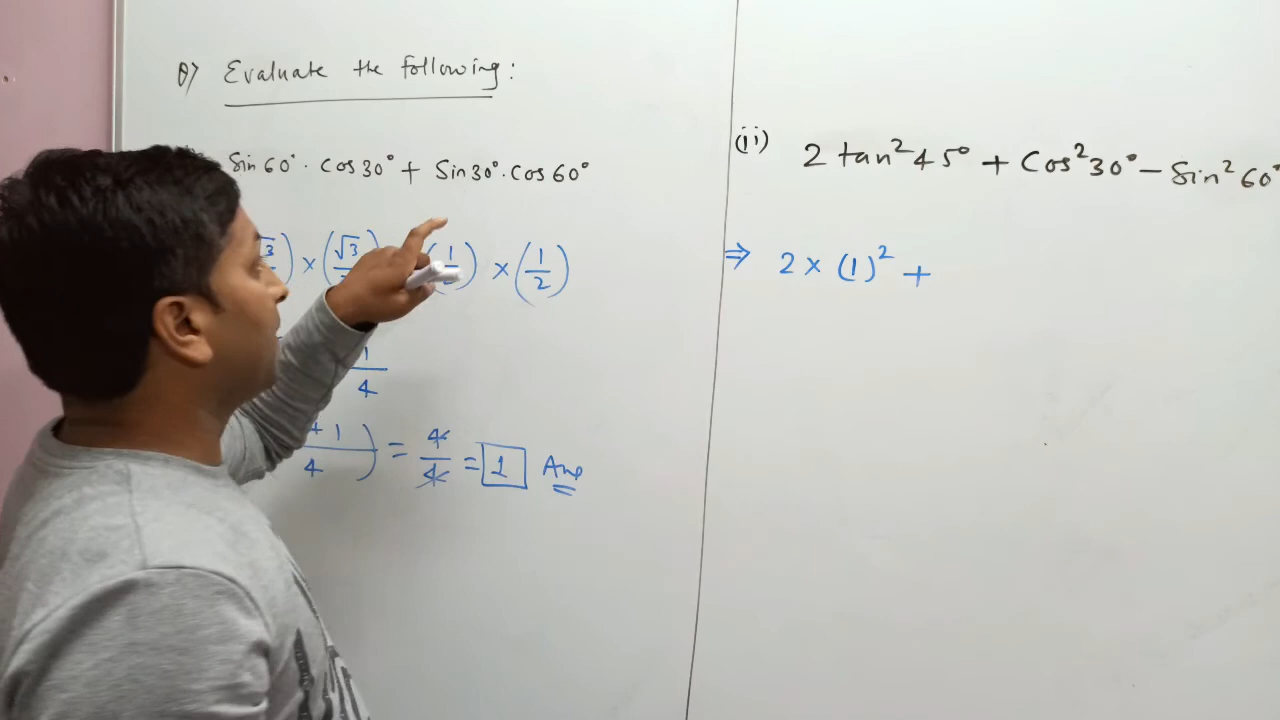 Q) Evaluate the following:
Sin 60° . Cos 30° + Sin 30° . Cos 60°
√3) × (√3) (1) × (1/2)
1/4
+ 1/4) = 4/4 = 1 Ans
(ii) 2 tan² 45° + Cos² 30° – Sin² 60°
⇒ 2 × (1)² +